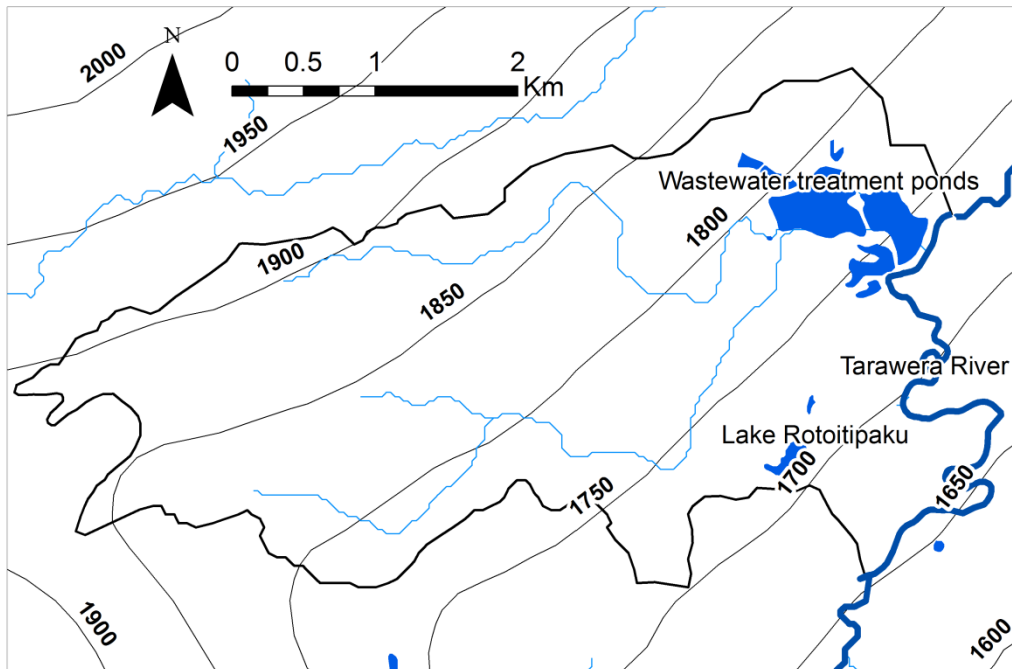 2000
N
0 0.5 1 2
Km
1950
Wastewater treatment ponds
1800
1900
1850
Tarawera River
Lake Rotoitipaku
1700
1750
1650
1900
1600